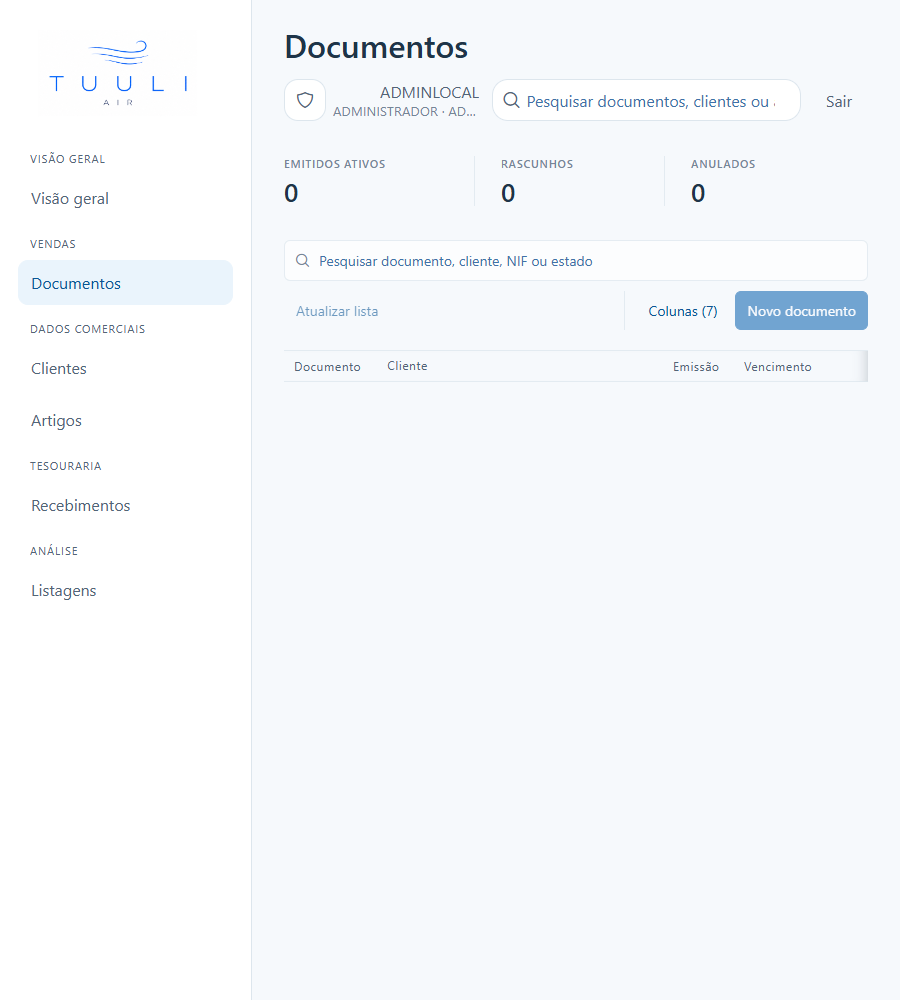 TUULI
AIR
VISÃO GERAL
Visão geral
VENDAS
Documentos
DADOS COMERCIAIS
Clientes
Artigos
TESOURARIA
Recebimentos
ANÁLISE
Listagens
Documentos
ADMINLOCAL
ADMINISTRADOR · AD...
Pesquisar documentos, clientes ou
Sair
EMITIDOS ATIVOS
0
RASCUNHOS
0
ANULADOS
0
Pesquisar documento, cliente, NIF ou estado
Atualizar lista
Colunas (7)
Novo documento
Documento Cliente Emissão Vencimento